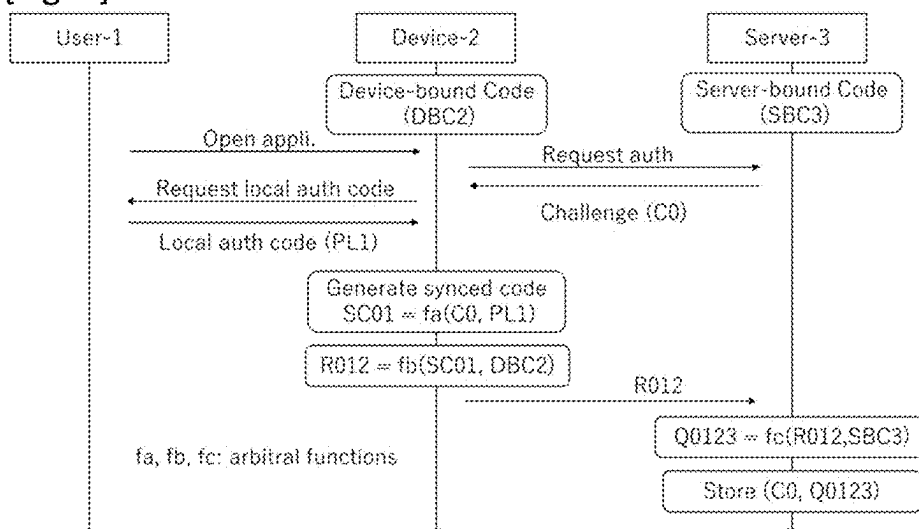 User-1
Device-2
Server-3
Device-bound Code
(DBC2)
Server-bound Code
(SBC3)
Open appli.
Request auth
Request local auth code
Challenge (C0)
Local auth code (PL1)
Generate synced code
SC01 = fa(C0, PL1)
R012 = fb(SC01, DBC2)
R012
Q0123 = fc(R012,SBC3)
fa, fb, fc: arbitral functions
Store (C0, Q0123)